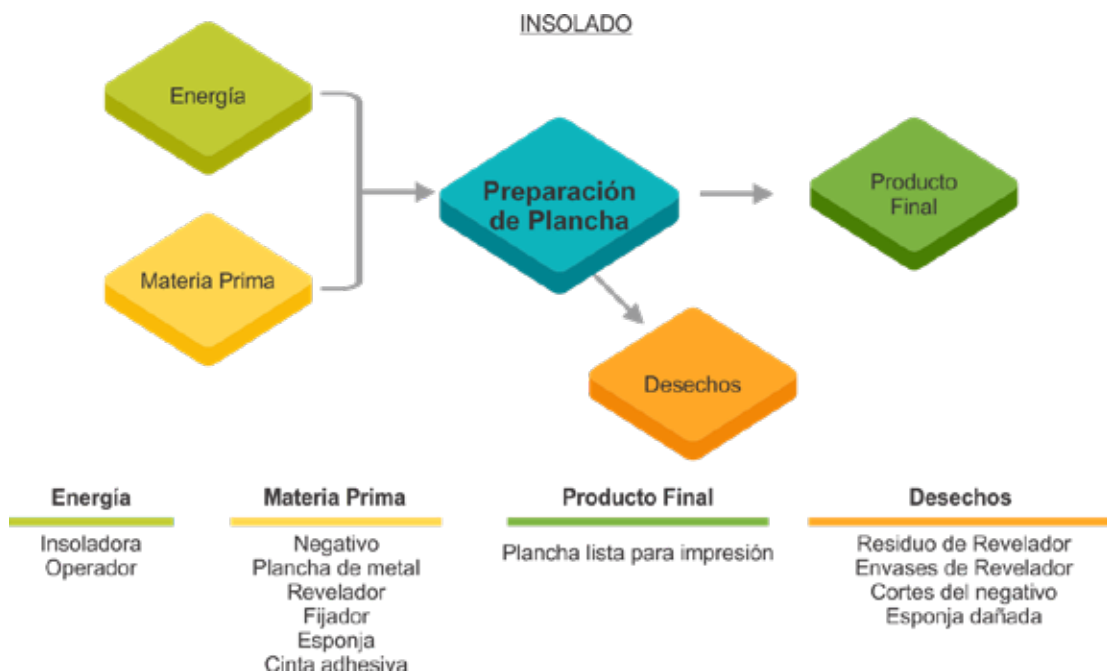 INSOLADO
Energía
Preparación
de Plancha
Producto
Final
Materia Prima
Desechos
Energía
Insoladora
Operador
Materia Prima
Negativo
Plancha de metal
Revelador
Fijador
Esponja
Cinta adhesiva
Producto Final
Plancha lista para impresión
Desechos
Residuo de Revelador
Envases de Revelador
Cortes del negativo
Esponja dañada